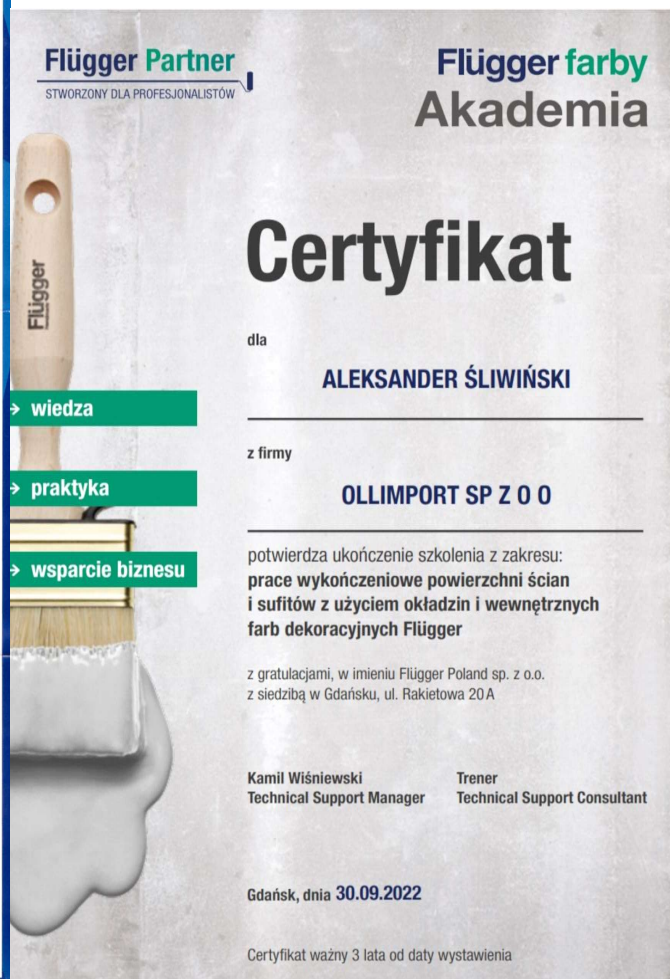 Flügger Partner
STWORZONY DLA PROFESJONALISTÓW
Flügger farby
Akademia
Certyfikat
Flügger
dla
ALEKSANDER ŚLIWIŃSKI
→ wiedza
z firmy
→ praktyka
OLLIMPORT SP Z O O
→ wsparcie biznesu
potwierdza ukończenie szkolenia z zakresu:
prace wykończeniowe powierzchni ścian
i sufitów z użyciem okładzin i wewnętrznych
farb dekoracyjnych Flügger
z gratulacjami, w imieniu Flügger Poland sp. z o.o.
z siedzibą w Gdańsku, ul. Rakietowa 20 A
Kamil Wiśniewski
Technical Support Manager
Trener
Technical Support Consultant
Gdańsk, dnia 30.09.2022
Certyfikat ważny 3 lata od daty wystawienia